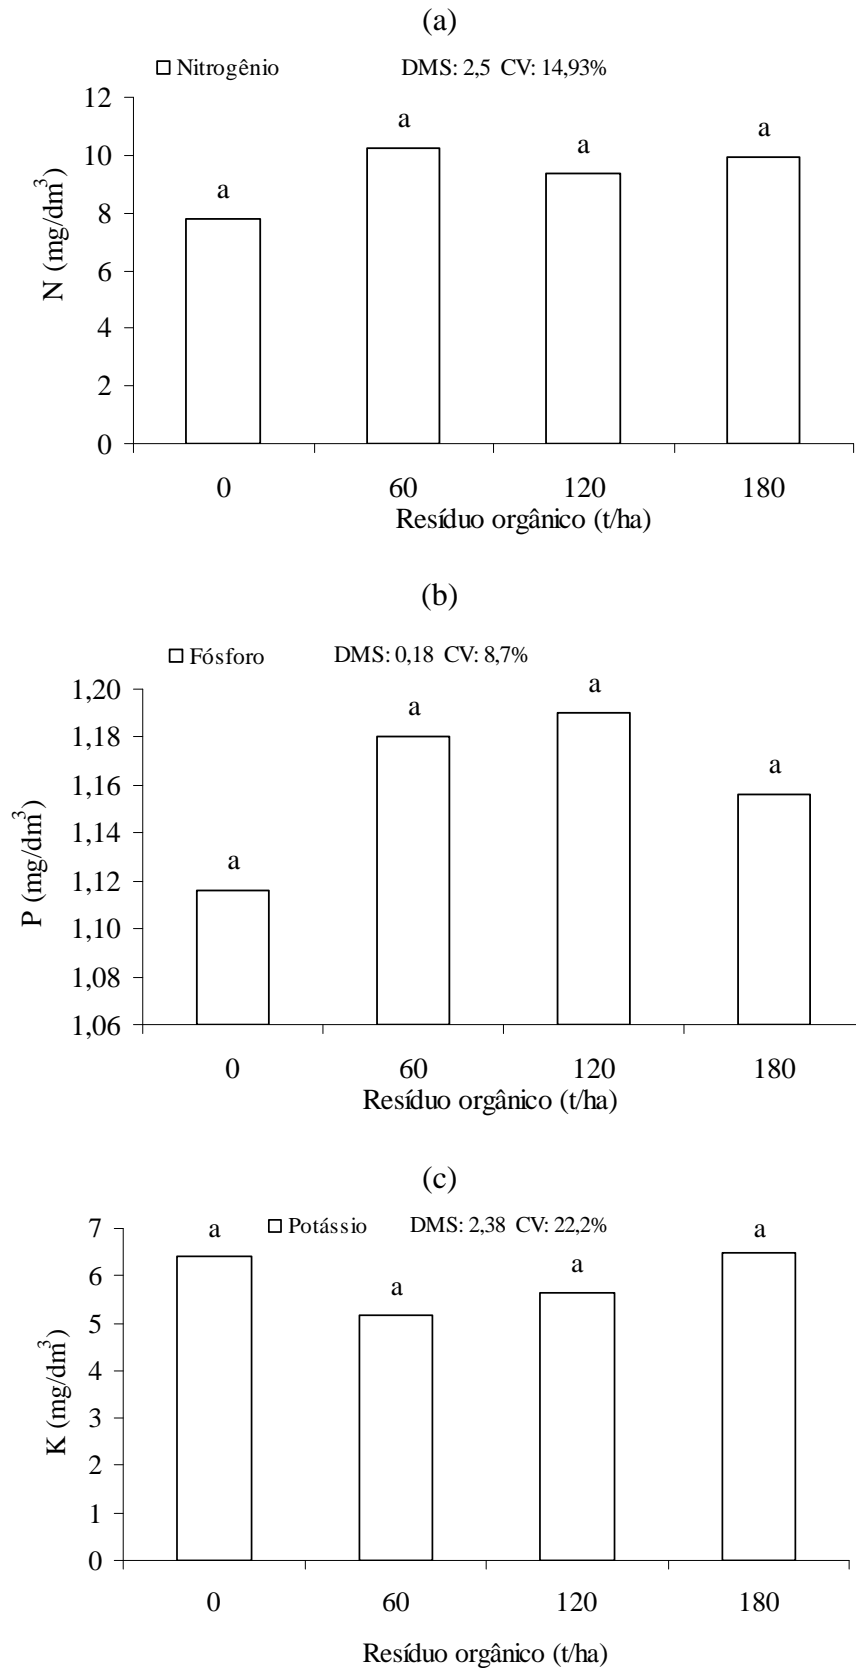 (a)
Nitrogênio DMS: 2,5 CV: 14,93%
12
10
8
6
4
2
0
N (mg/dm³)
a a a a
0 60 120 180
Resíduo orgânico (t/ha)
(b)
Fósforo DMS: 0,18 CV: 8,7%
1,20
1,18
1,16
1,14
1,12
1,10
1,08
1,06
P (mg/dm³)
a a a a
0 60 120 180
Resíduo orgânico (t/ha)
(c)
Potássio DMS: 2,38 CV: 22,2%
7
6
5
4
3
2
1
0
K (mg/dm³)
a a a a
0 60 120 180
Resíduo orgânico (t/ha)